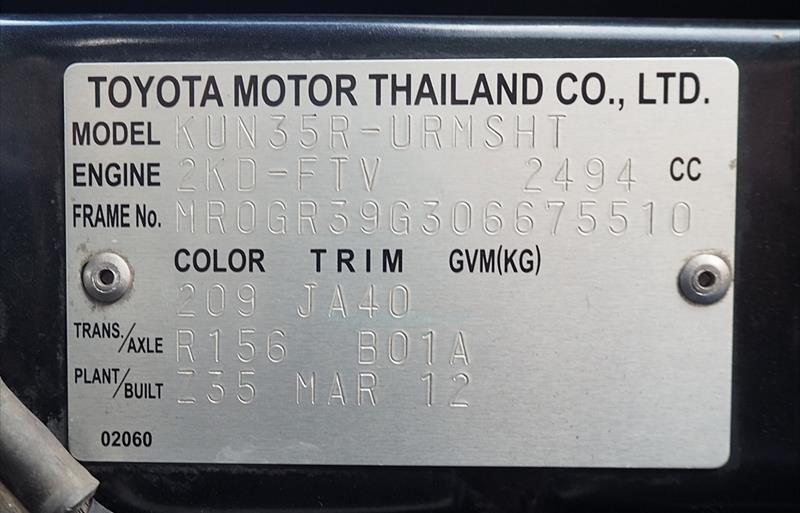 TOYOTA MOTOR THAILAND CO., LTD.
MODEL KUN35R-URMSHT
ENGINE 2KD-FTV 2494 CC
FRAME No. MR0GR39G306675510
COLOR TRIM GVM(KG)
209 JA40
TRANS./AXLE R156 B01A
PLANT/BUILT Z35 MAR 12
02060